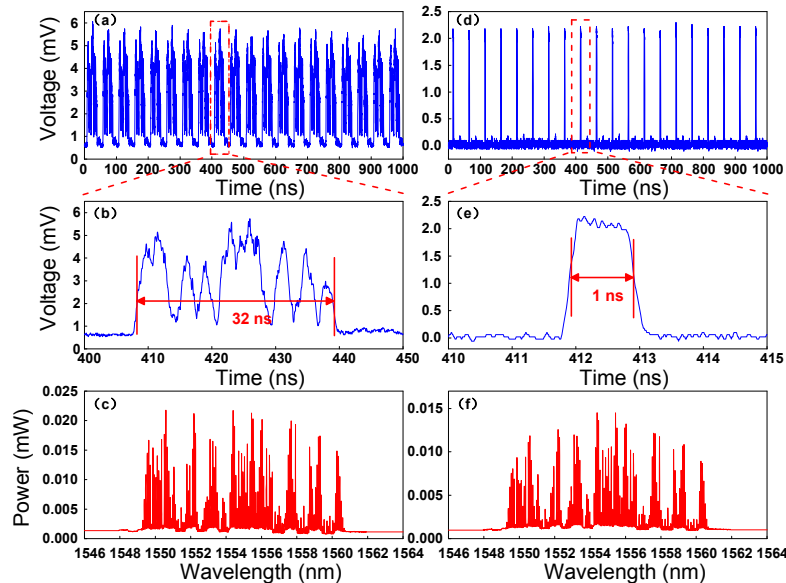 (a)
6
5
4
3
2
1
0
Voltage (mV)
0 100 200 300 400 500 600 700 800 900 1000
Time (ns)
(d)
2.5
2.0
1.5
1.0
0.5
0.0
Voltage (mV)
0 100 200 300 400 500 600 700 800 900 1000
Time (ns)
(b)
6
5
4
3
2
1
0
Voltage (mV)
32 ns
400 410 420 430 440 450
Time (ns)
(e)
2.5
2.0
1.5
1.0
0.5
0.0
1 ns
410 411 412 413 414 415
Time (ns)
(c)
0.025
0.020
0.015
0.010
0.005
0.000
Power (mW)
1546 1548 1550 1552 1554 1556 1558 1560 1562 1564
Wavelength (nm)
(f)
0.015
0.010
0.005
0.000
1546 1548 1550 1552 1554 1556 1558 1560 1562 1564
Wavelength (nm)